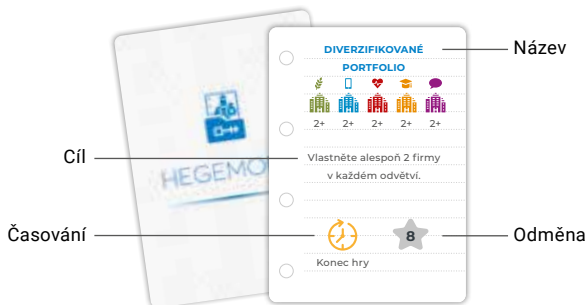 DIVERZIFIKOVANÉ
PORTFOLIO
2+ 2+ 2+ 2+ 2+
Vlastněte alespoň 2 firmy
v každém odvětví.
8
Konec hry
HEGEMO
Název
Cíl
Časování
Odměna